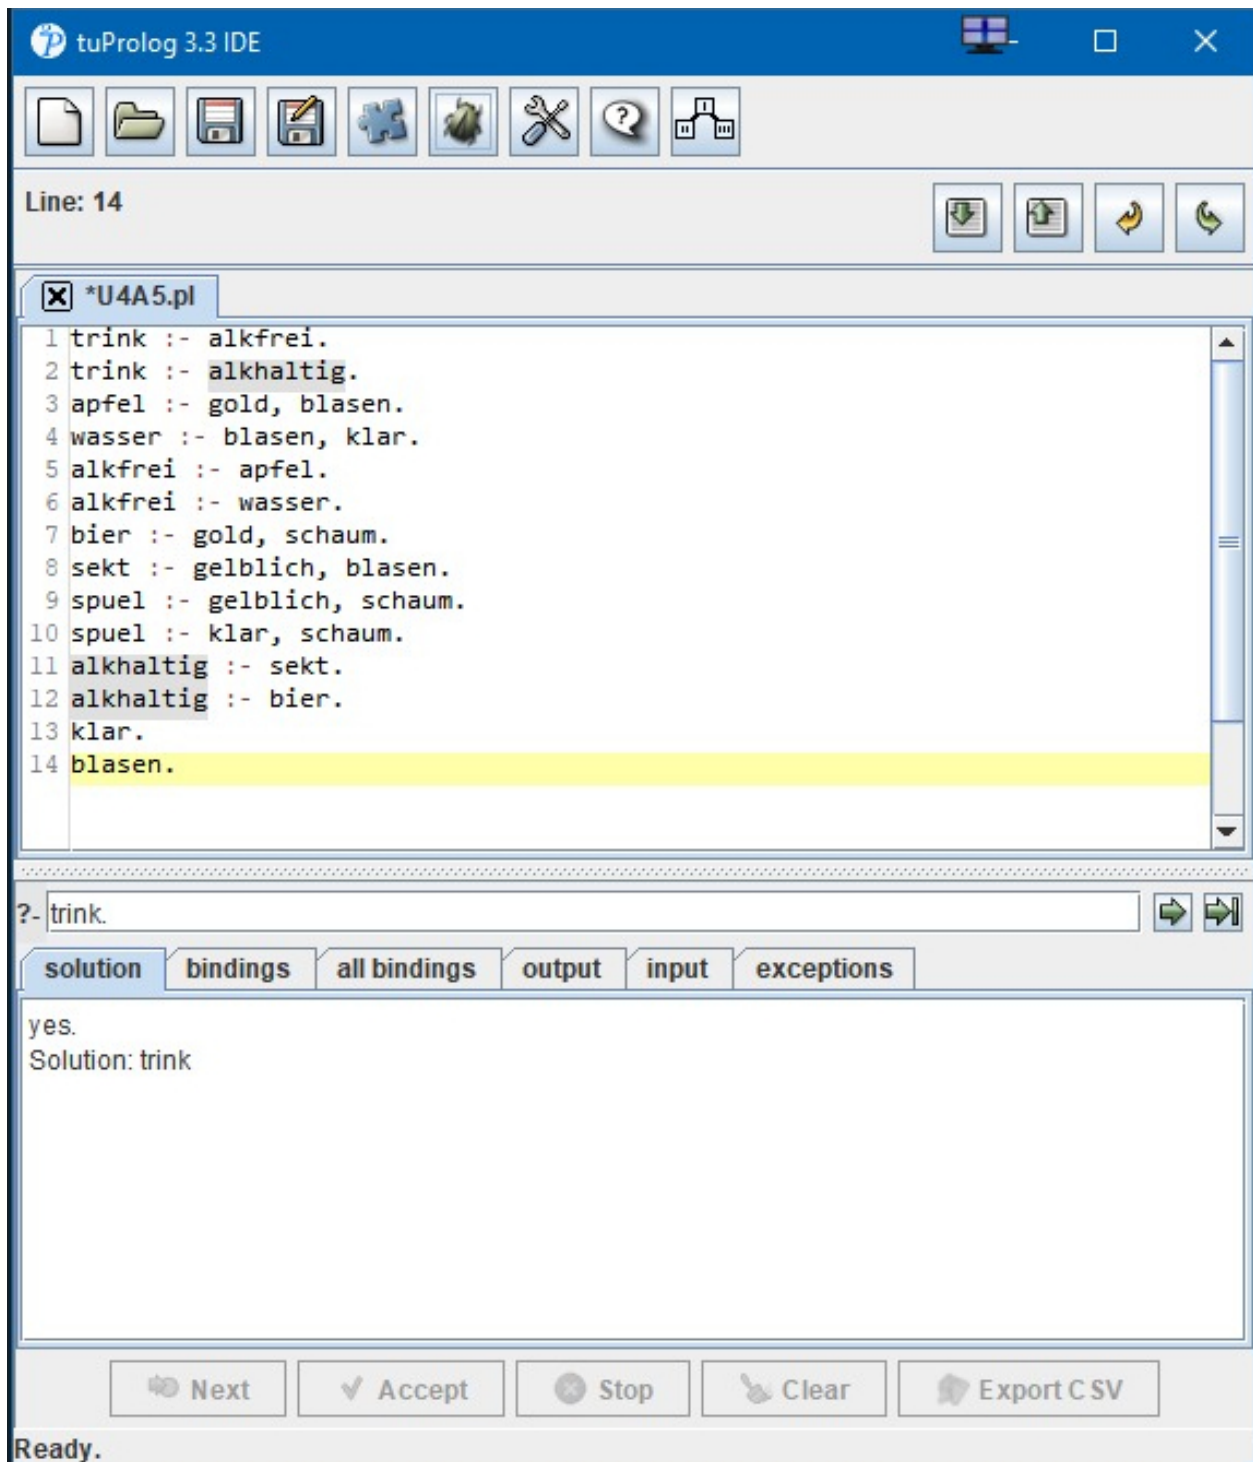 tuProlog 3.3 IDE
Line: 14
*U4A5.pl
1 trink :- alkfrei.
2 trink :- alkhaltig.
3 apfel :- gold, blasen.
4 wasser :- blasen, klar.
5 alkfrei :- apfel.
6 alkfrei :- wasser.
7 bier :- gold, schaum.
8 sekt :- gelblich, blasen.
9 spuel :- gelblich, schaum.
10 spuel :- klar, schaum.
11 alkhaltig :- sekt.
12 alkhaltig :- bier.
13 klar.
14 blasen.
?- trink.
solution bindings all bindings output input exceptions
yes.
Solution: trink
Next Accept Stop Clear Export CSV
Ready.